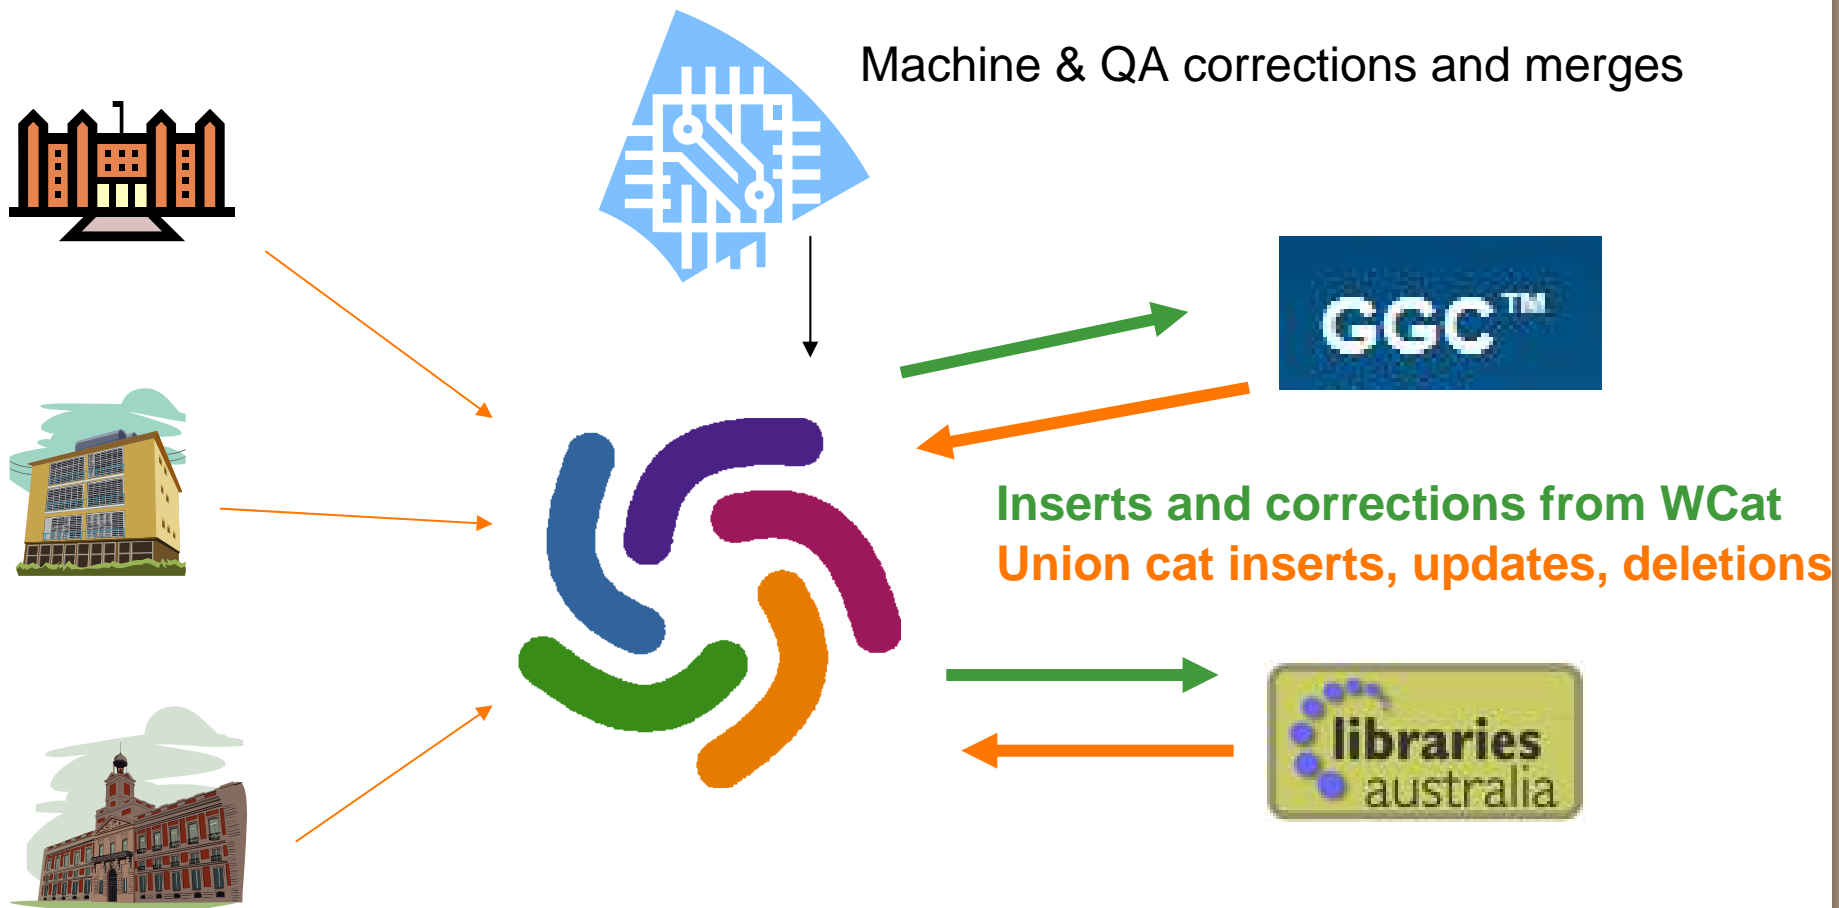 Machine & QA corrections and merges
GGC™
Inserts and corrections from WCat
Union cat inserts, updates, deletions
libraries
australia